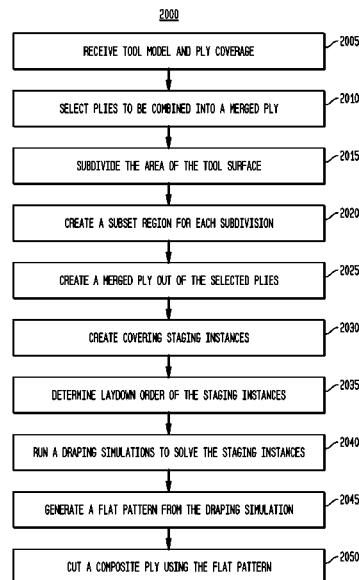 2000
RECEIVE TOOL MODEL AND PLY COVERAGE
2005
SELECT PLIES TO BE COMBINED INTO A MERGED PLY
2010
SUBDIVIDE THE AREA OF THE TOOL SURFACE
2015
CREATE A SUBSET REGION FOR EACH SUBDIVISION
2020
CREATE A MERGED PLY OUT OF THE SELECTED PLIES
2025
CREATE COVERING STAGING INSTANCES
2030
DETERMINE LAYDOWN ORDER OF THE STAGING INSTANCES
2035
RUN A DRAPING SIMULATIONS TO SOLVE THE STAGING INSTANCES
2040
GENERATE A FLAT PATTERN FROM THE DRAPING SIMULATION
2045
CUT A COMPOSITE PLY USING THE FLAT PATTERN
2050